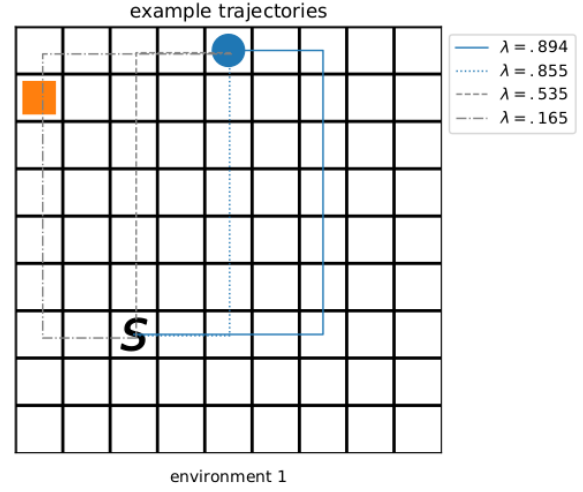 example trajectories
λ = .894
λ = .855
λ = .535
λ = .165
S
environment 1